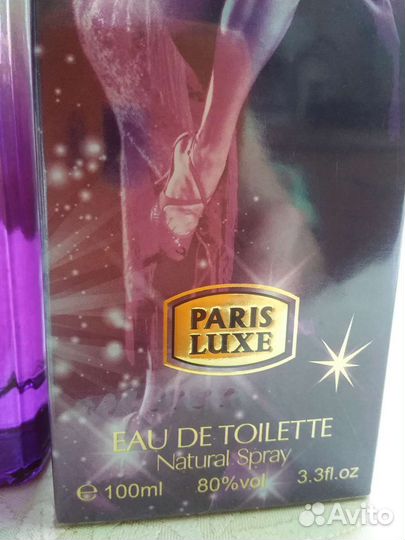 PARIS
LUXE
EAU DE TOILETTE
Natural Spray
e 100ml 80%vol 3.3fl.oz
Avito